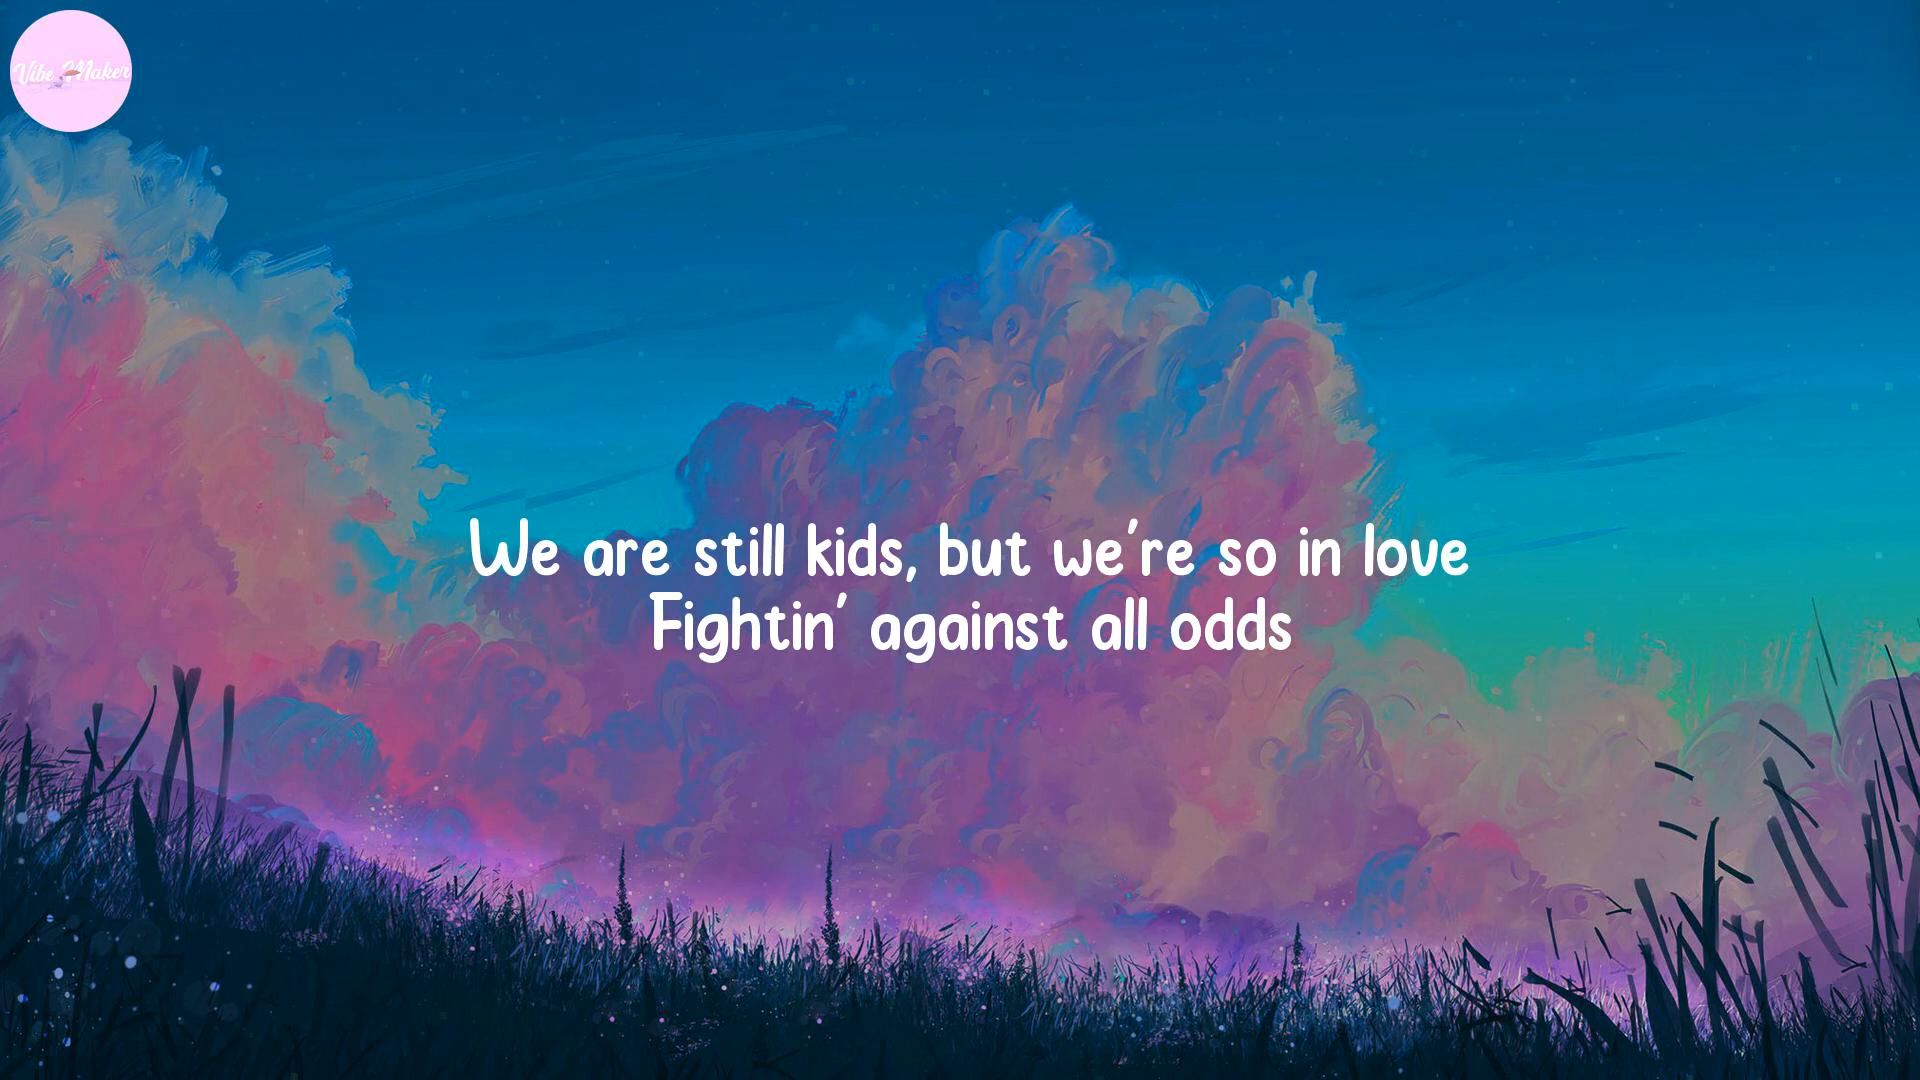 Vibe Maker
We are still kids, but we're so in love
Fightin' against all odds